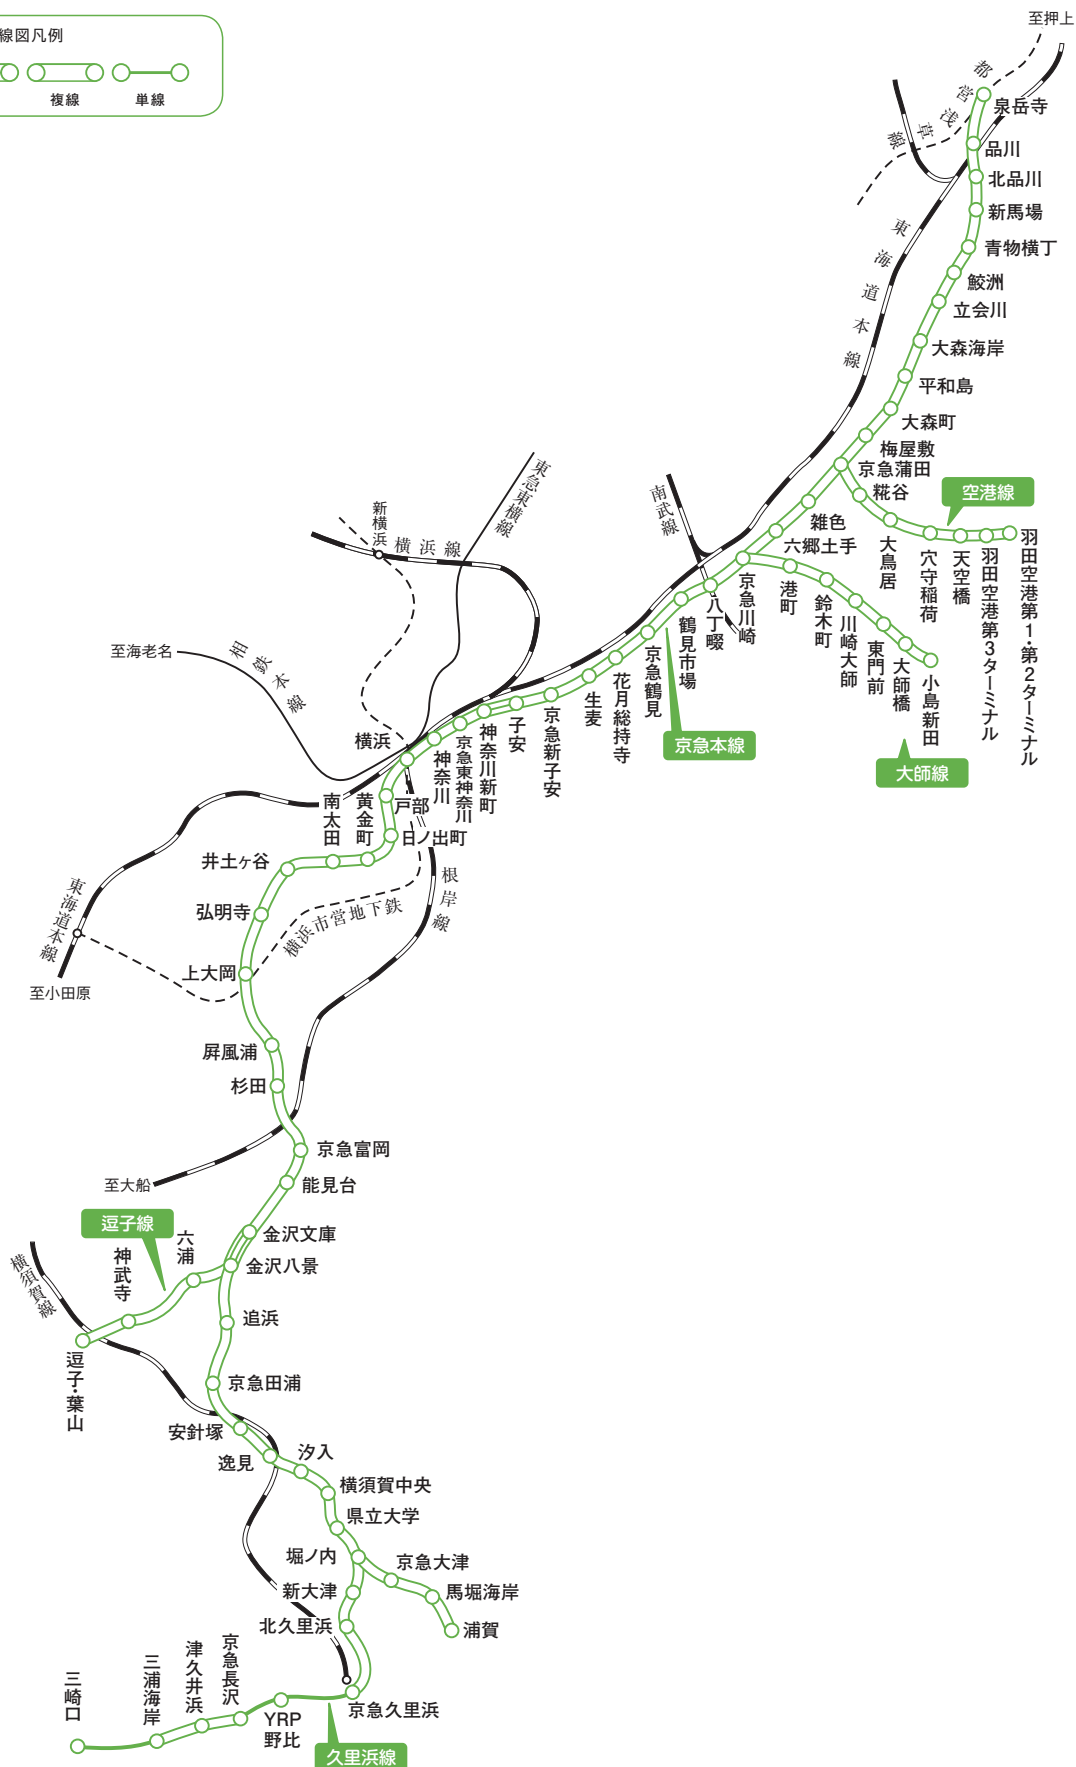 線図凡例
複線
単線
至押上
都営浅草線
泉岳寺
品川
北品川
新馬場
青物横丁
鮫洲
立会川
大森海岸
平和島
大森町
梅屋敷
京急蒲田
東海道本線
糀谷
空港線
大鳥居
穴守稲荷
天空橋
羽田空港第3ターミナル
羽田空港第1・第2ターミナル
雑色
六郷土手
京急川崎
港町
鈴木町
川崎大師
東門前
大師橋
小島新田
大師線
南武線
八丁畷
鶴見市場
京急鶴見
京急本線
花月総持寺
生麦
京急新子安
子安
神奈川新町
京急東神奈川
神奈川
横浜
東急東横線
新横浜
横浜線
至海老名
相鉄本線
戸部
日ノ出町
黄金町
南太田
井土ヶ谷
弘明寺
上大岡
根岸線
横浜市営地下鉄
東海道本線
至小田原
屛風浦
杉田
京急富岡
至大船
能見台
金沢文庫
金沢八景
逗子線
六浦
神武寺
逗子・葉山
横須賀線
追浜
京急田浦
安針塚
逸見
汐入
横須賀中央
県立大学
堀ノ内
京急大津
馬堀海岸
浦賀
新大津
北久里浜
京急久里浜
久里浜線
YRP
野比
京急長沢
津久井浜
三浦海岸
三崎口